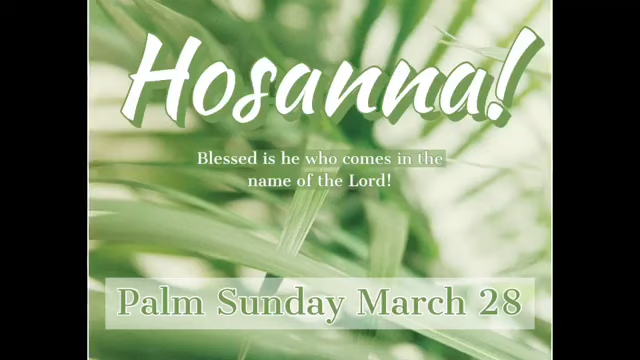 Hosanna!
Blessed is he who comes in the
name of the Lord!
Palm Sunday March 28